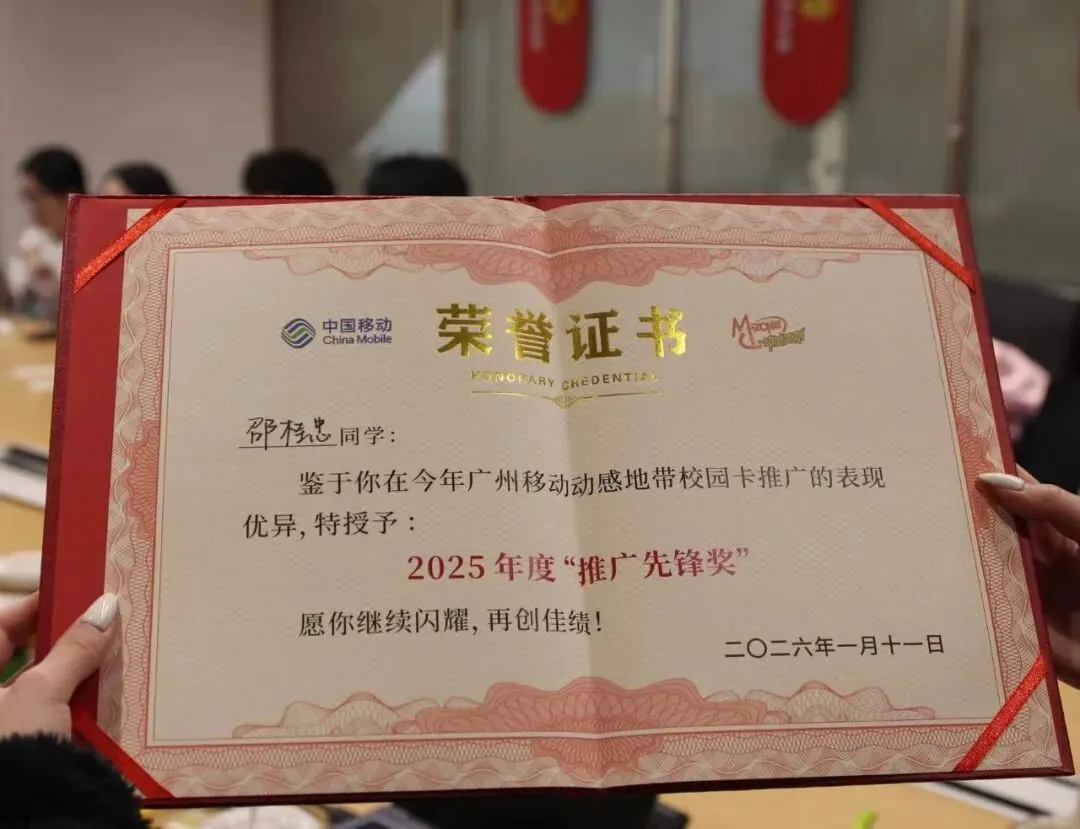 中国移动
China Mobile
荣誉证书
HONORARY CREDENTIAL
邵桂忠同学:
鉴于你在今年广州移动动感地带校园卡推广的表现
优异,特授予:
2025年度“推广先锋奖”
愿你继续闪耀,再创佳绩!
二〇二六年一月十一日